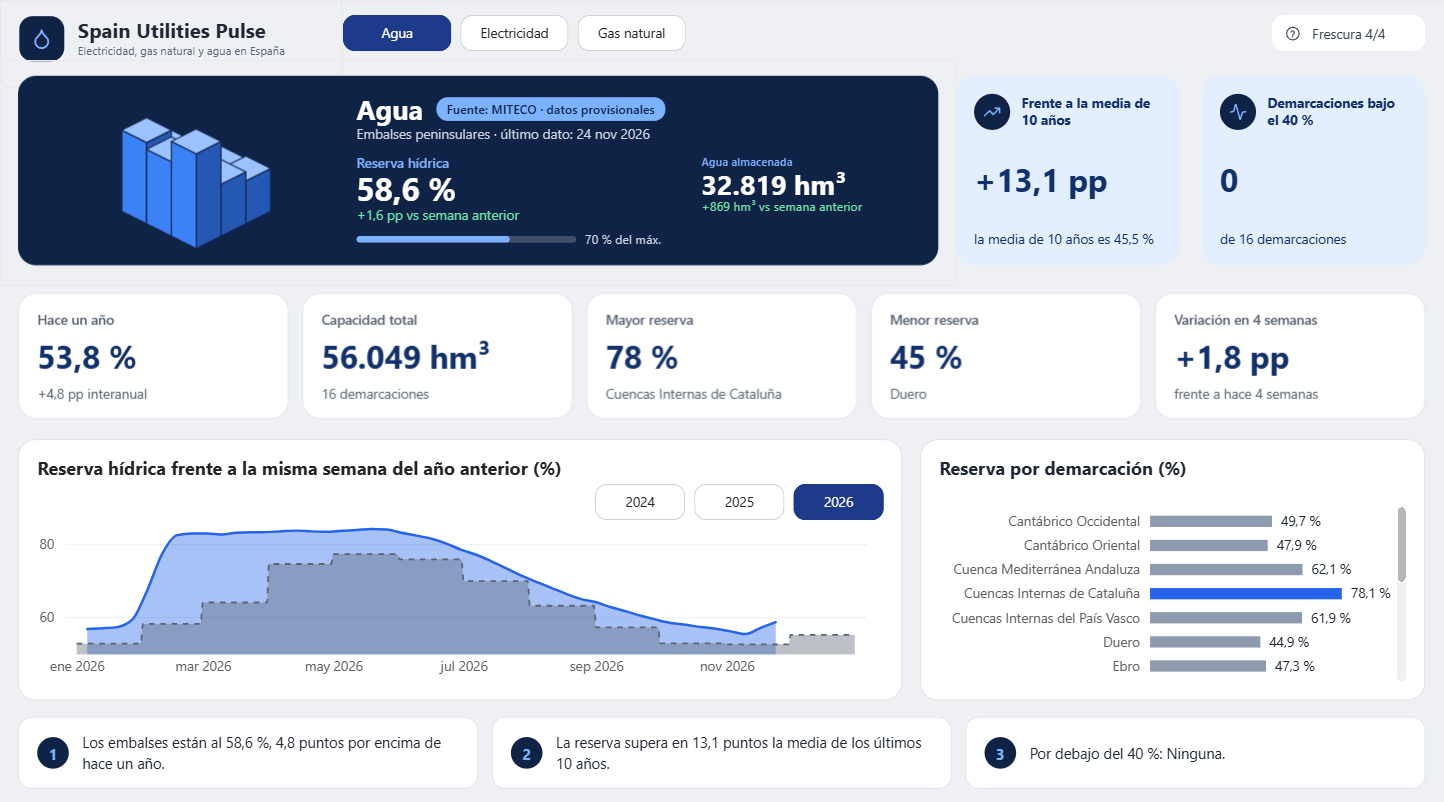 Spain Utilities Pulse
Electricidad, gas natural y agua en España
Agua
Electricidad
Gas natural
Frescura 4/4
Agua
Fuente: MITECO · datos provisionales
Embalses peninsulares · último dato: 24 nov 2026
Reserva hídrica
58,6 %
+1,6 pp vs semana anterior
70 % del máx.
Agua almacenada
32.819 hm³
+869 hm³ vs semana anterior
Frente a la media de
10 años
+13,1 pp
la media de 10 años es 45,5 %
Demarcaciones bajo
el 40 %
0
de 16 demarcaciones
Hace un año
53,8 %
+4,8 pp interanual
Capacidad total
56.049 hm³
16 demarcaciones
Mayor reserva
78 %
Cuencas Internas de Cataluña
Menor reserva
45 %
Duero
Variación en 4 semanas
+1,8 pp
frente a hace 4 semanas
Reserva hídrica frente a la misma semana del año anterior (%)
2024
2025
2026
80
60
ene 2026
mar 2026
may 2026
jul 2026
sep 2026
nov 2026
Reserva por demarcación (%)
Cantábrico Occidental 49,7 %
Cantábrico Oriental 47,9 %
Cuenca Mediterránea Andaluza 62,1 %
Cuencas Internas de Cataluña 78,1 %
Cuencas Internas del País Vasco 61,9 %
Duero 44,9 %
Ebro 47,3 %
1
Los embalses están al 58,6 %, 4,8 puntos por encima de
hace un año.
2
La reserva supera en 13,1 puntos la media de los últimos
10 años.
3
Por debajo del 40 %: Ninguna.